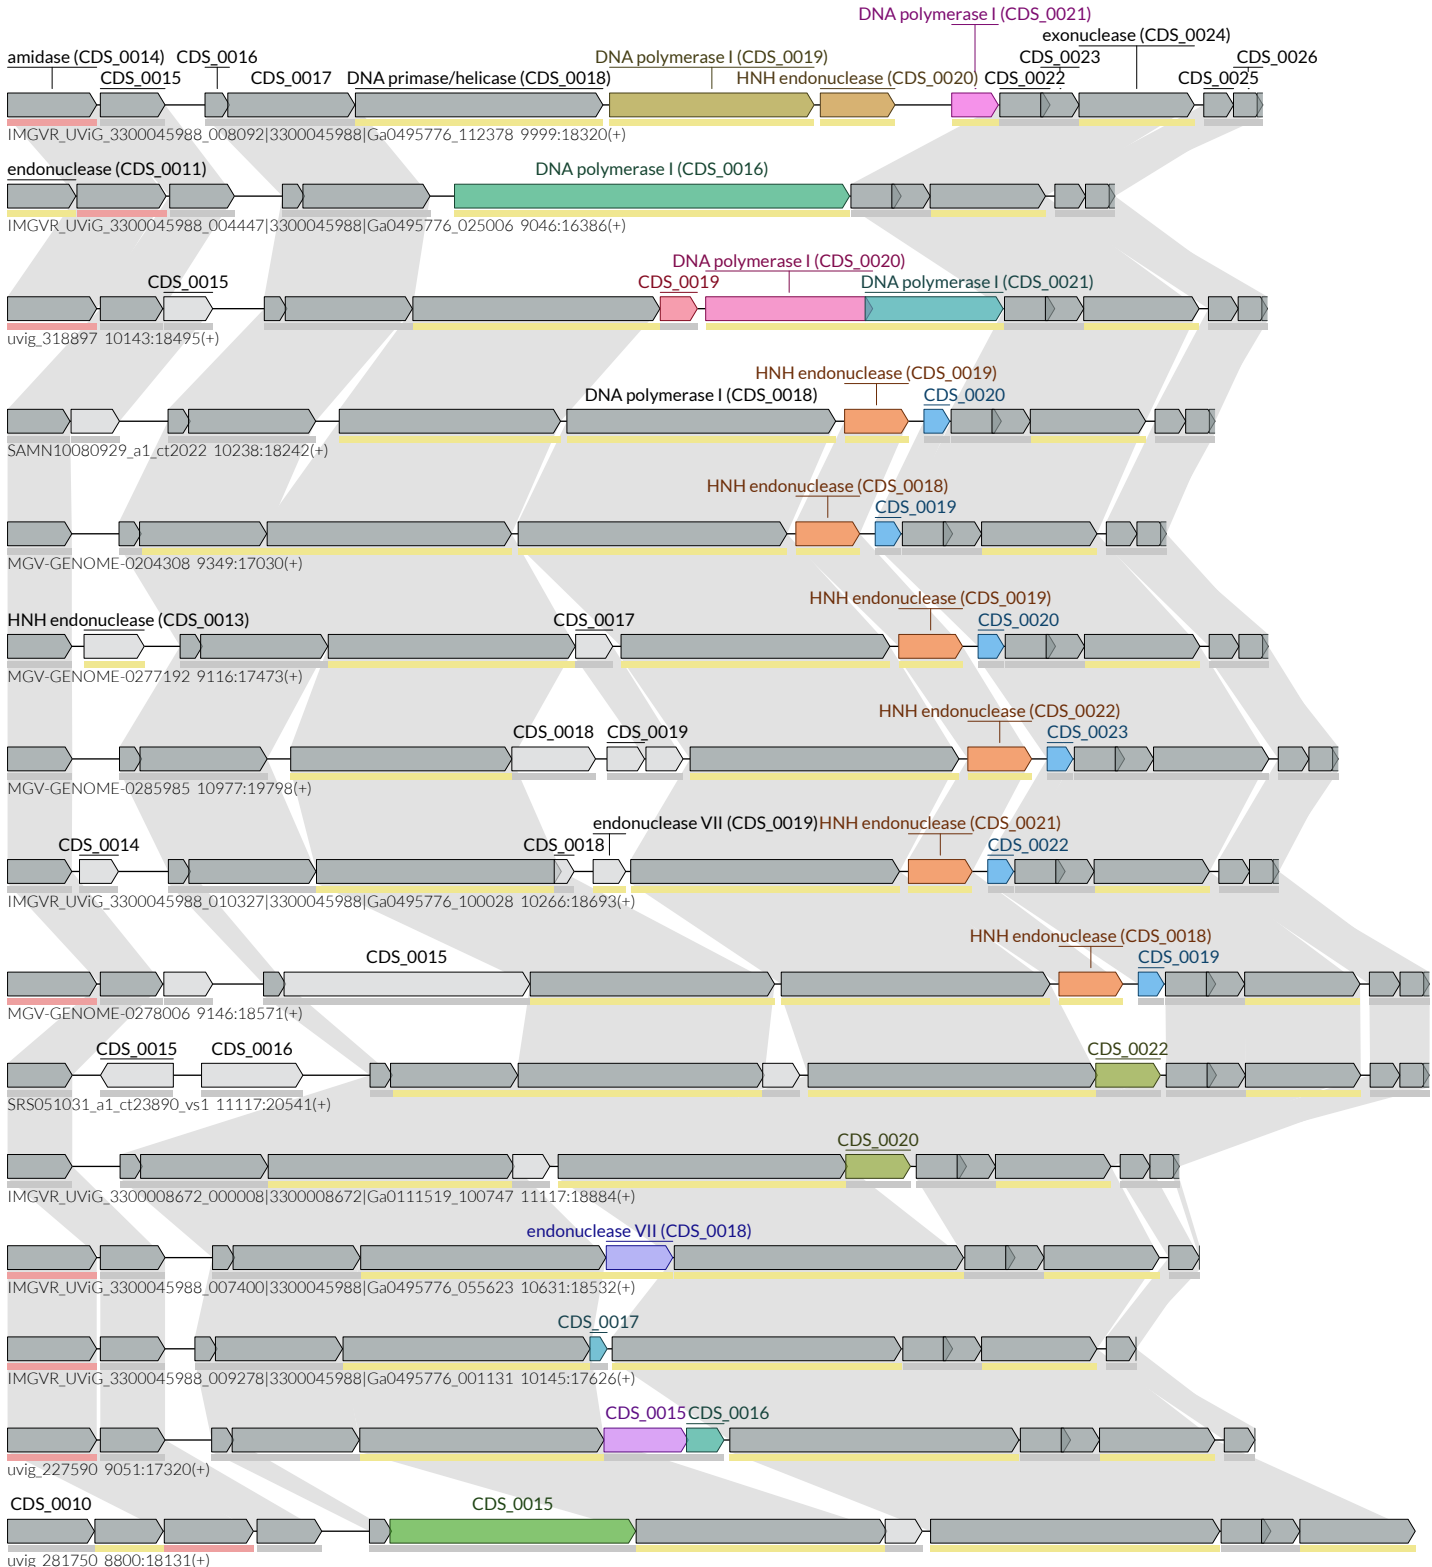 DNA polymerase I (CDS_0021)
exonuclease (CDS_0024)
amidase (CDS_0014) CDS_0016 DNA polymerase I (CDS_0019) CDS_0023 CDS_0026
CDS_0015 CDS_0017 DNA primase/helicase (CDS_0018) HNH endonuclease (CDS_0020) CDS_0022 CDS_0025
IMGVR_UViG_3300045988_008092|3300045988|Ga0495776_112378 9999:18320(+)
endonuclease (CDS_0011) DNA polymerase I (CDS_0016)
IMGVR_UViG_3300045988_004447|3300045988|Ga0495776_025006 9046:16386(+)
DNA polymerase I (CDS_0020)
CDS_0015 CDS_0019 DNA polymerase I (CDS_0021)
uvig_318897 10143:18495(+)
HNH endonuclease (CDS_0019)
DNA polymerase I (CDS_0018) CDS_0020
SAMN10080929_a1_ct2022 10238:18242(+)
HNH endonuclease (CDS_0018)
CDS_0019
MGV-GENOME-0204308 9349:17030(+)
HNH endonuclease (CDS_0019)
HNH endonuclease (CDS_0013) CDS_0017 CDS_0020
MGV-GENOME-0277192 9116:17473(+)
HNH endonuclease (CDS_0022)
CDS_0018 CDS_0019 CDS_0023
MGV-GENOME-0285985 10977:19798(+)
endonuclease VII (CDS_0019) HNH endonuclease (CDS_0021)
CDS_0014 CDS_0018 CDS_0022
IMGVR_UViG_3300045988_010327|3300045988|Ga0495776_100028 10266:18693(+)
HNH endonuclease (CDS_0018)
CDS_0015 CDS_0019
MGV-GENOME-0278006 9146:18571(+)
CDS_0015 CDS_0016 CDS_0022
SRS051031_a1_ct23890_vs1 11117:20541(+)
CDS_0020
IMGVR_UViG_3300008672_000008|3300008672|Ga0111519_100747 11117:18884(+)
endonuclease VII (CDS_0018)
IMGVR_UViG_3300045988_007400|3300045988|Ga0495776_055623 10631:18532(+)
CDS_0017
IMGVR_UViG_3300045988_009278|3300045988|Ga0495776_001131 10145:17626(+)
CDS_0015 CDS_0016
uvig_227590 9051:17320(+)
CDS_0010 CDS_0015
uvig_281750 8800:18131(+)